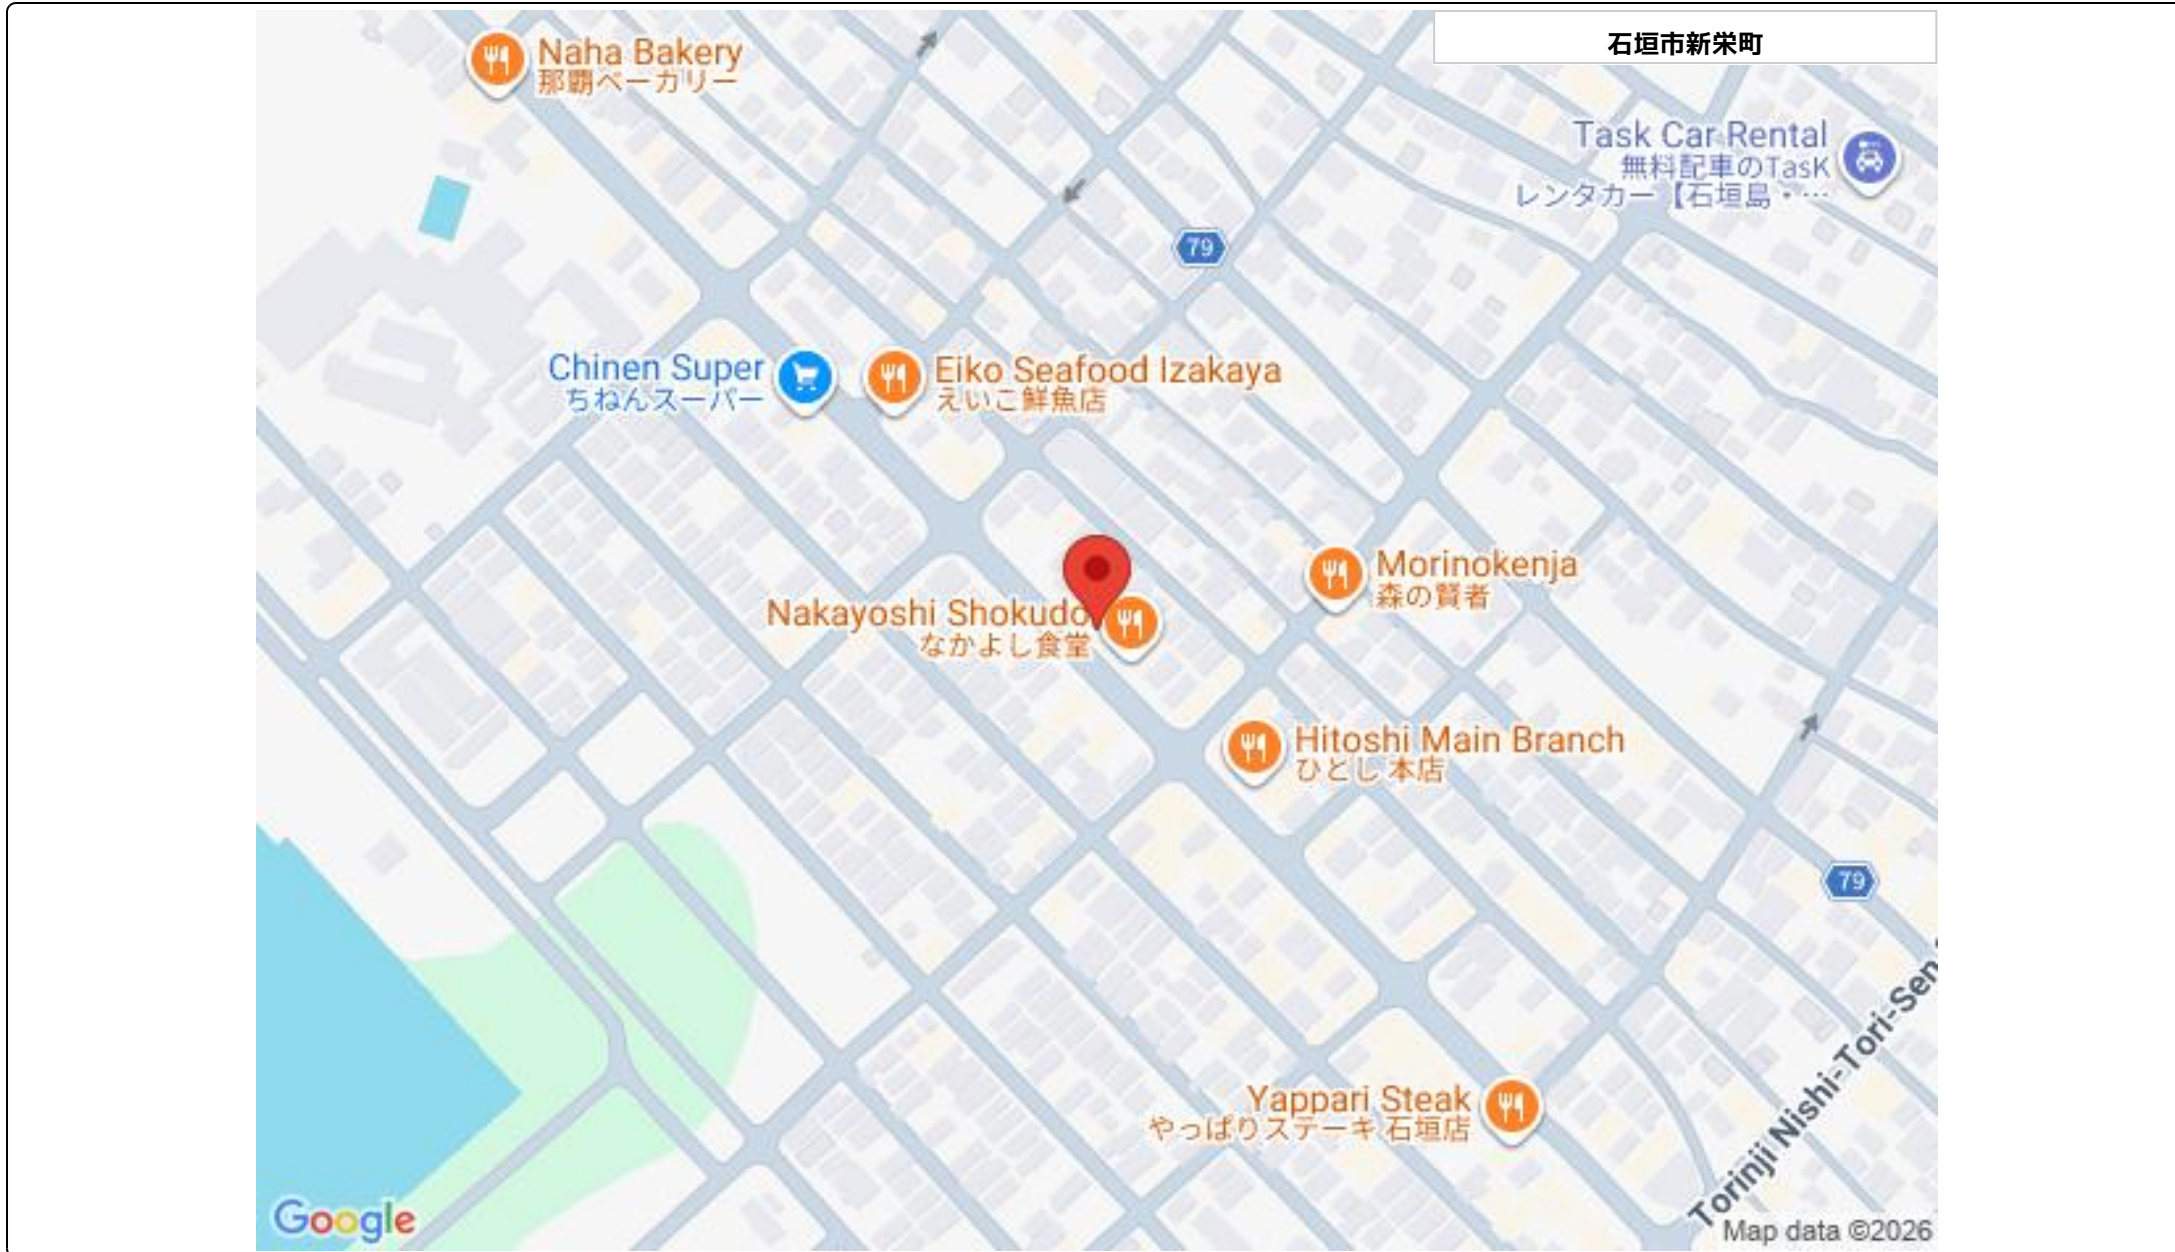 石垣市新栄町
Naha Bakery
那覇ベーカリー
Task Car Rental
無料配車のTasK
レンタカー【石垣島・…
79
Chinen Super
ちねんスーパー
Eiko Seafood Izakaya
えいこ鮮魚店
Morinokenja
森の賢者
Nakayoshi Shokudo
なかよし食堂
Hitoshi Main Branch
ひとし 本店
79
Yappari Steak
やっぱりステーキ 石垣店
Torinji Nishi-Tori-Sen
Google
Map data ©2026